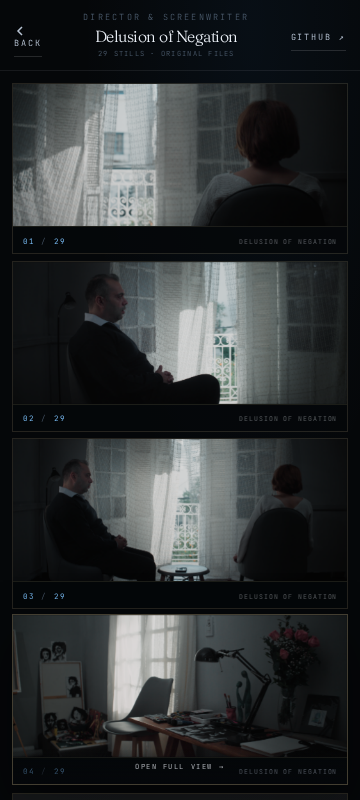 DIRECTOR & SCREENWRITER
BACK
Delusion of Negation
GITHUB ↗
29 STILLS · ORIGINAL FILES
01 / 29
DELUSION OF NEGATION
02 / 29
DELUSION OF NEGATION
03 / 29
DELUSION OF NEGATION
OPEN FULL VIEW →
04 / 29
DELUSION OF NEGATION